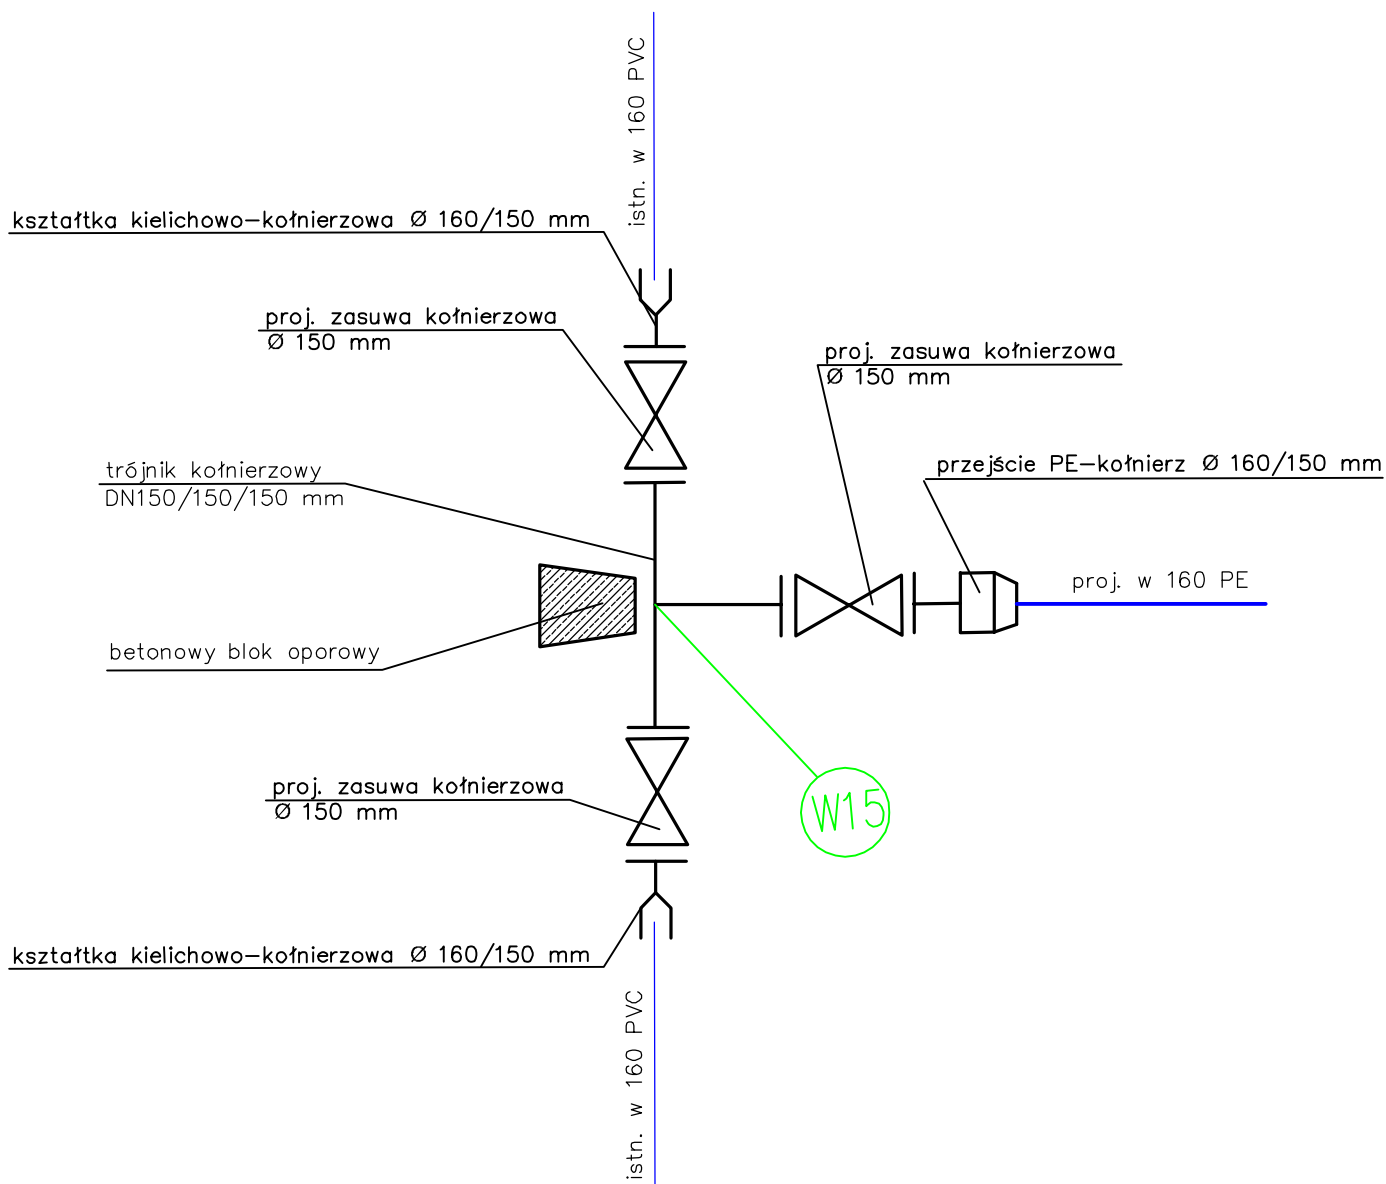 istn. w 160 PVC
kształtka kielichowo-kołnierzowa Ø 160/150 mm
proj. zasuwa kołnierzowa
Ø 150 mm
proj. zasuwa kołnierzowa
Ø 150 mm
przejście PE-kołnierz Ø 160/150 mm
trójnik kołnierzowy
DN150/150/150 mm
proj. w 160 PE
betonowy blok oporowy
W15
proj. zasuwa kołnierzowa
Ø 150 mm
kształtka kielichowo-kołnierzowa Ø 160/150 mm
istn. w 160 PVC